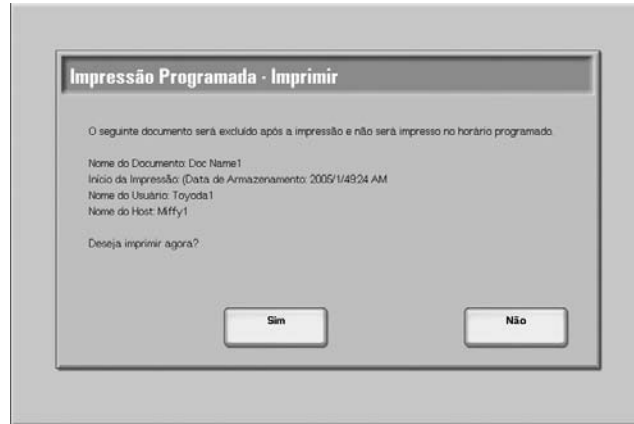 Impressão Programada - Imprimir
O seguinte documento será excluído após a impressão e não será impresso no horário programado.
Nome do Documento: Doc Name1
Início da Impressão: (Data de Armazenamento: 2005/1/4924 AM
Nome do Usuário: Toyoda1
Nome do Host: Miffy1
Deseja imprimir agora?
Sim Não